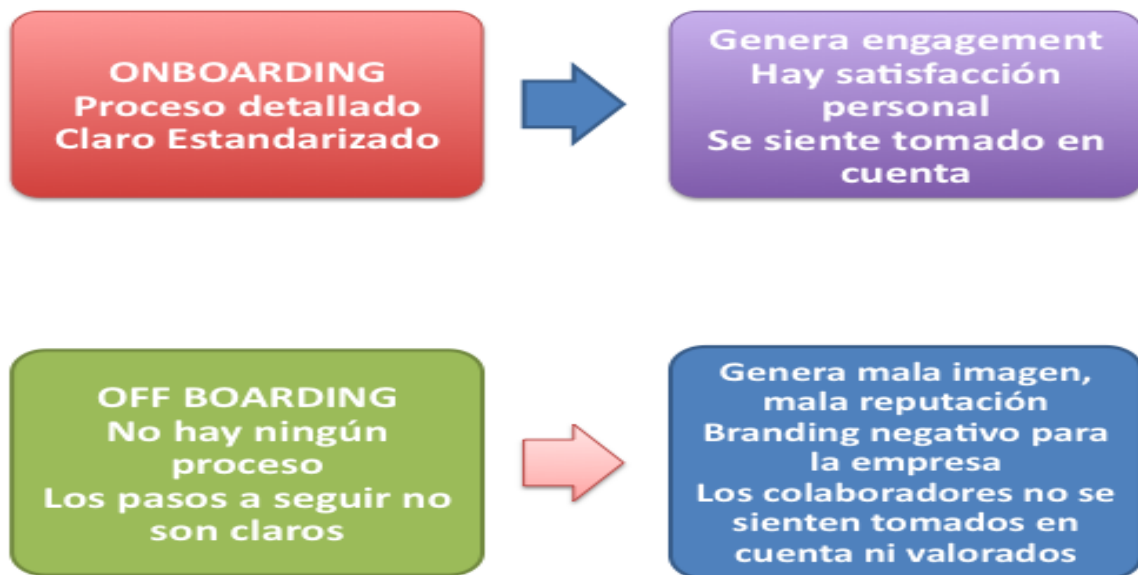 ONBOARDING
Proceso detallado
Claro Estandarizado
Genera engagement
Hay satisfacción
personal
Se siente tomado en
cuenta
OFF BOARDING
No hay ningún
proceso
Los pasos a seguir no
son claros
Genera mala imagen,
mala reputación
Branding negativo para
la empresa
Los colaboradores no se
sienten tomados en
cuenta ni valorados